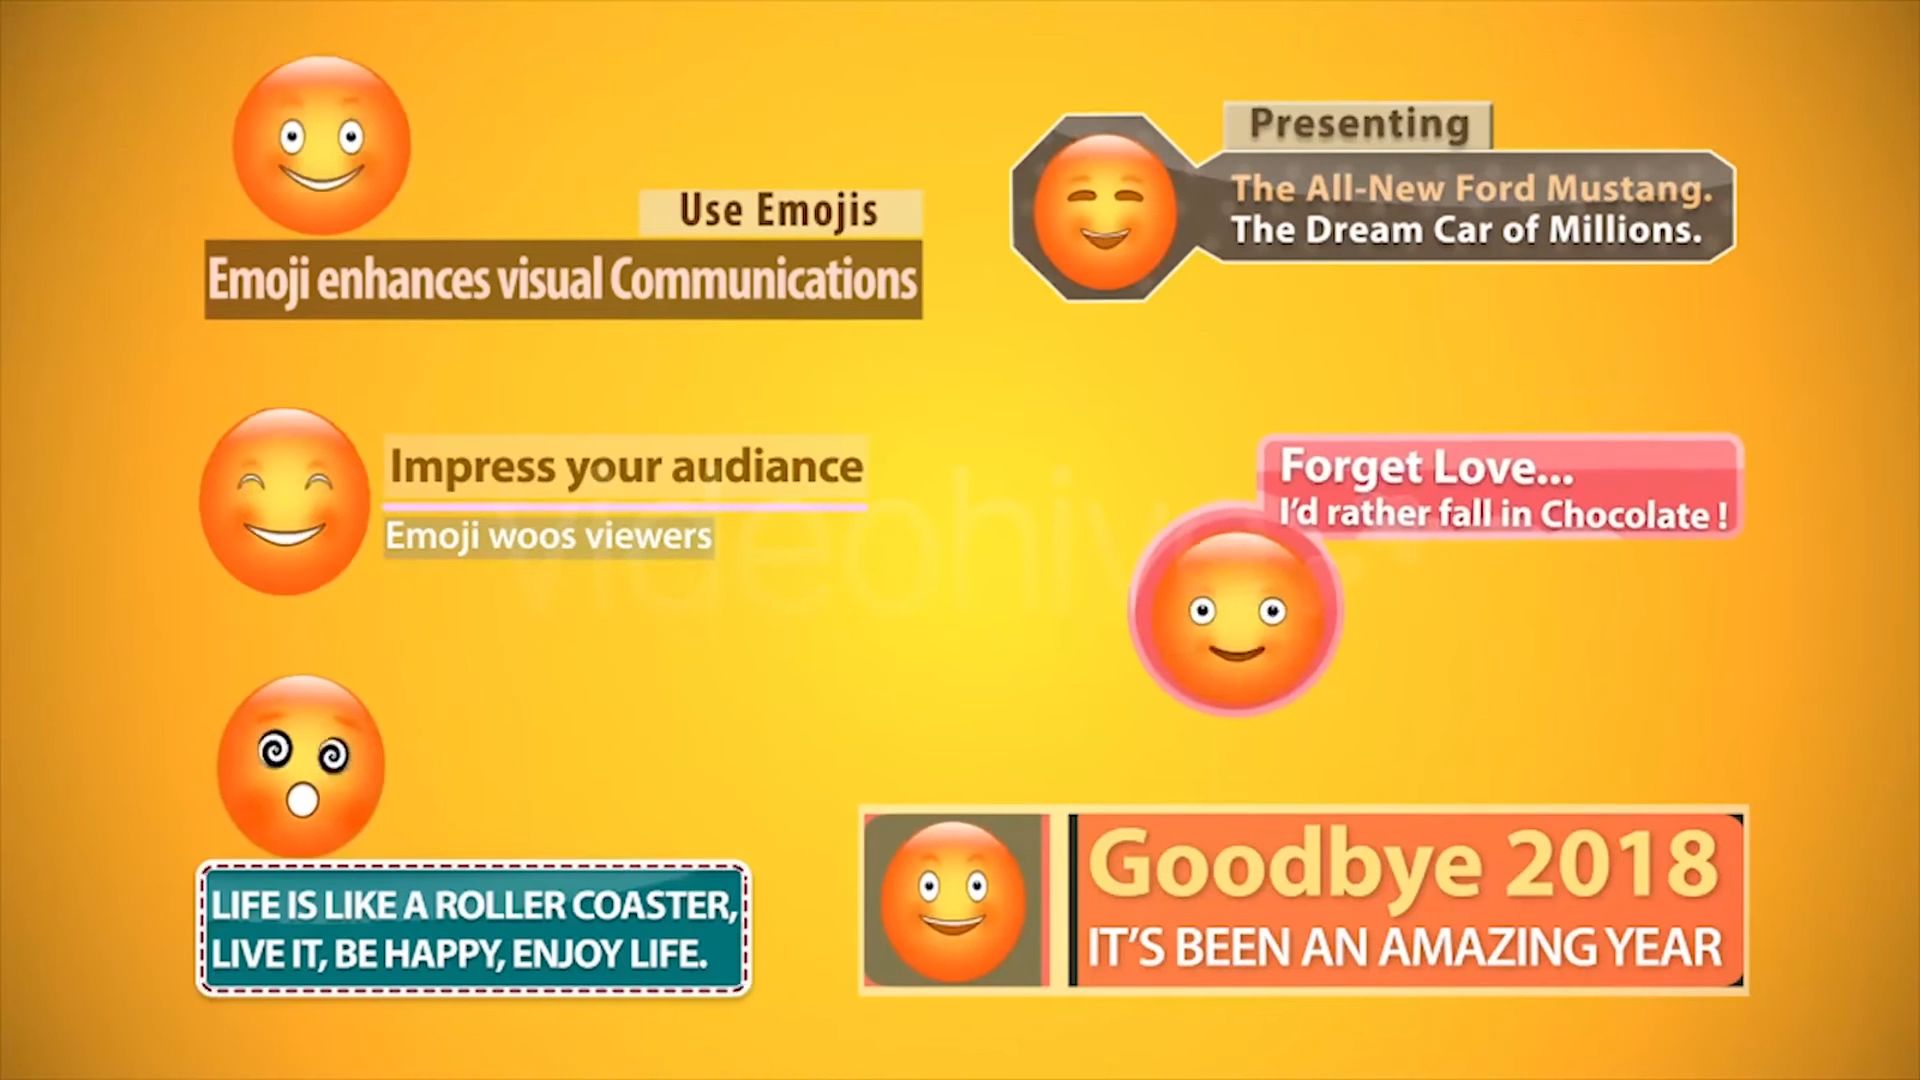 Use Emojis
Emoji enhances visual Communications
Presenting
The All-New Ford Mustang.
The Dream Car of Millions.
Impress your audiance
Emoji woos viewers
Forget Love...
I'd rather fall in Chocolate !
videohive
LIFE IS LIKE A ROLLER COASTER,
LIVE IT, BE HAPPY, ENJOY LIFE.
Goodbye 2018
IT'S BEEN AN AMAZING YEAR